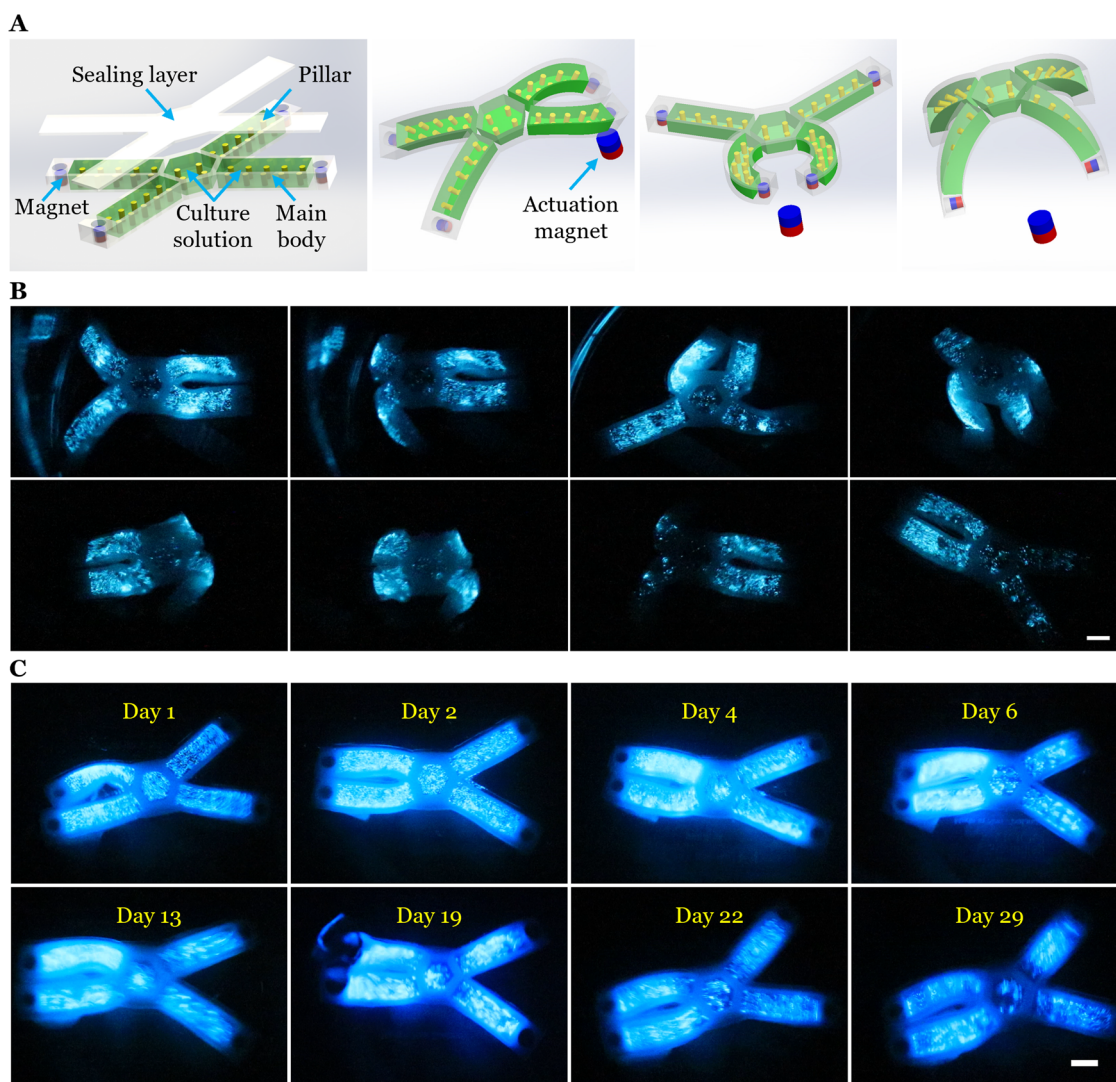 A
Sealing layer
Pillar
Magnet
Culture
solution
Main
body
Actuation
magnet
B
C
Day 1
Day 2
Day 4
Day 6
Day 13
Day 19
Day 22
Day 29